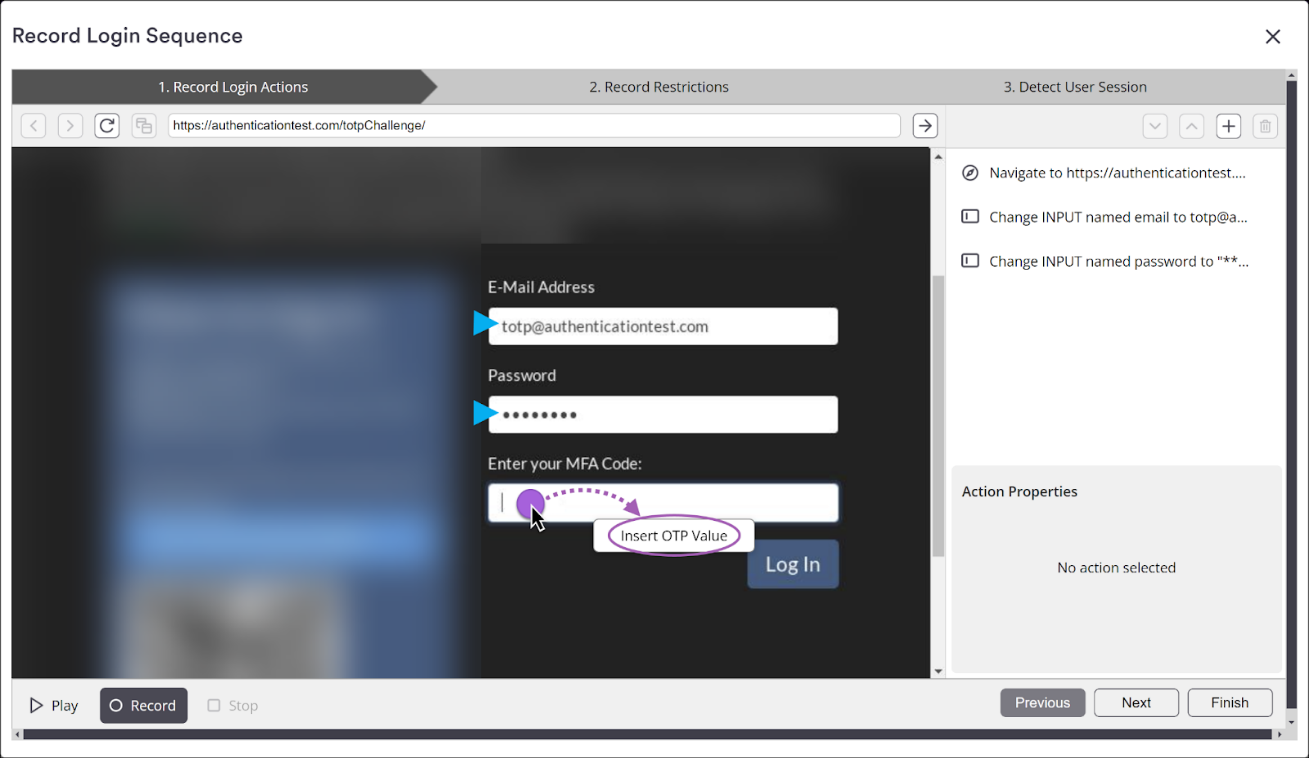 Record Login Sequence
1. Record Login Actions
2. Record Restrictions
3. Detect User Session
https://authenticationtest.com/totpChallenge/
Navigate to https://authenticationtest....
Change INPUT named email to totp@a...
Change INPUT named password to "**...
E-Mail Address
totp@authenticationtest.com
Password
••••••••
Enter your MFA Code:
Insert OTP Value
Log In
Action Properties
No action selected
Play
Record
Stop
Previous
Next
Finish